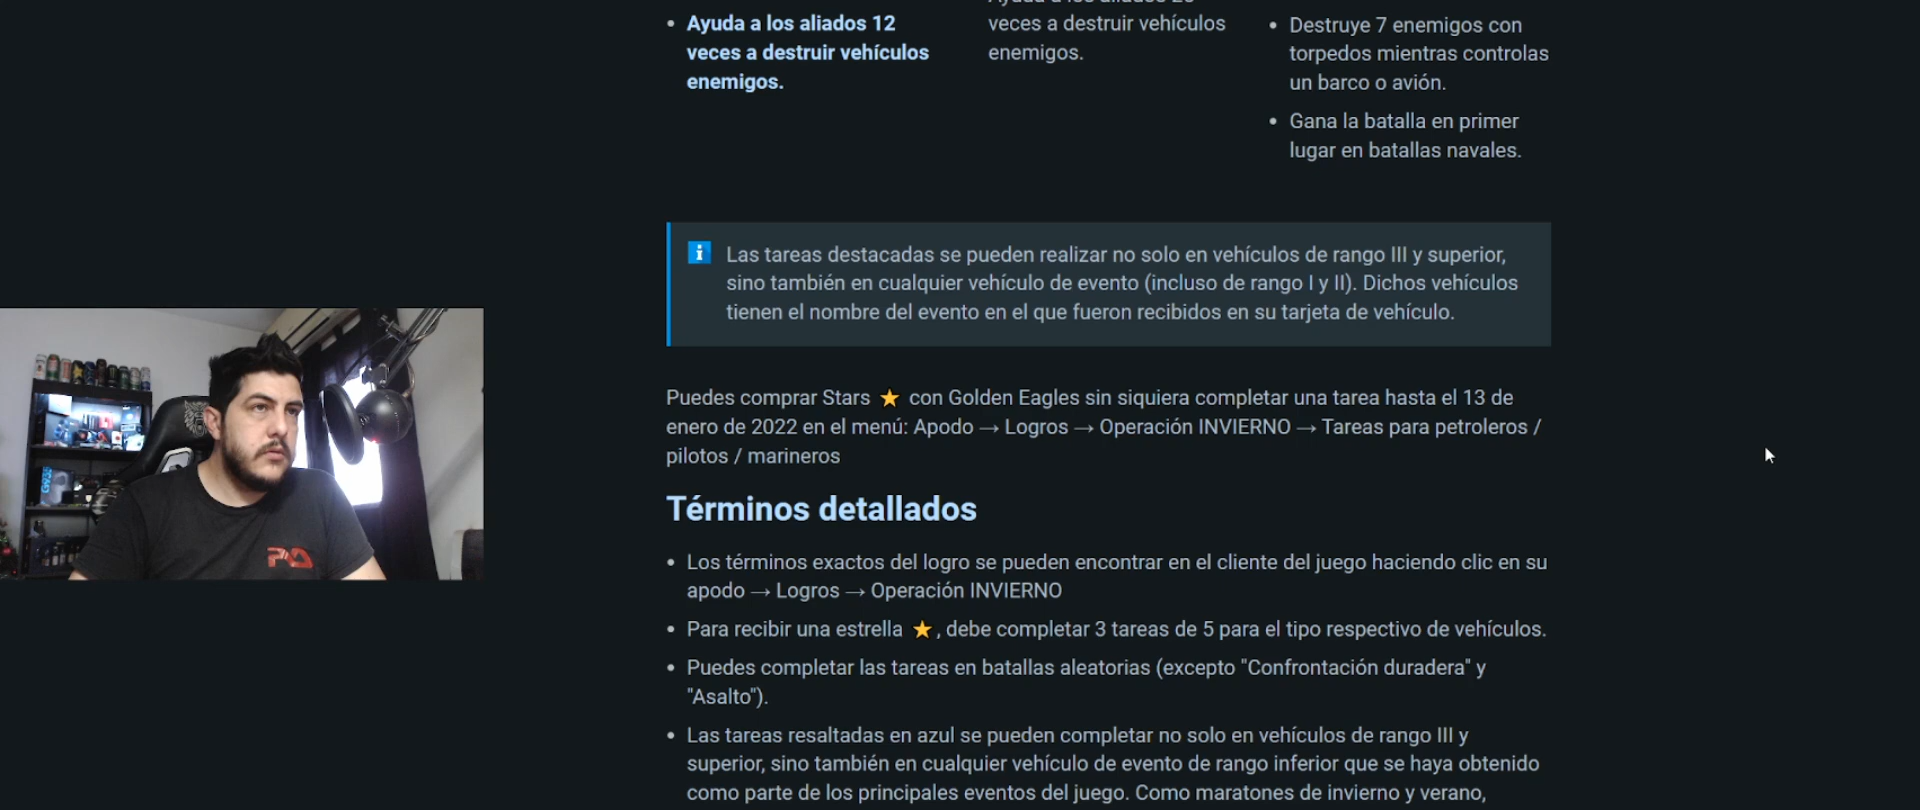 Ayuda a los aliados 12
veces a destruir vehículos
enemigos.
veces a destruir vehículos
enemigos.
Destruye 7 enemigos con
torpedos mientras controlas
un barco o avión.
Gana la batalla en primer
lugar en batallas navales.
Las tareas destacadas se pueden realizar no solo en vehículos de rango III y superior,
sino también en cualquier vehículo de evento (incluso de rango I y II). Dichos vehículos
tienen el nombre del evento en el que fueron recibidos en su tarjeta de vehículo.
Puedes comprar Stars ⭐ con Golden Eagles sin siquiera completar una tarea hasta el 13 de
enero de 2022 en el menú: Apodo → Logros → Operación INVIERNO → Tareas para petroleros /
pilotos / marineros
Términos detallados
Los términos exactos del logro se pueden encontrar en el cliente del juego haciendo clic en su
apodo → Logros → Operación INVIERNO
Para recibir una estrella ⭐, debe completar 3 tareas de 5 para el tipo respectivo de vehículos.
Puedes completar las tareas en batallas aleatorias (excepto "Confrontación duradera" y
"Asalto").
Las tareas resaltadas en azul se pueden completar no solo en vehículos de rango III y
superior, sino también en cualquier vehículo de evento de rango inferior que se haya obtenido
como parte de los principales eventos del juego. Como maratones de invierno y verano,